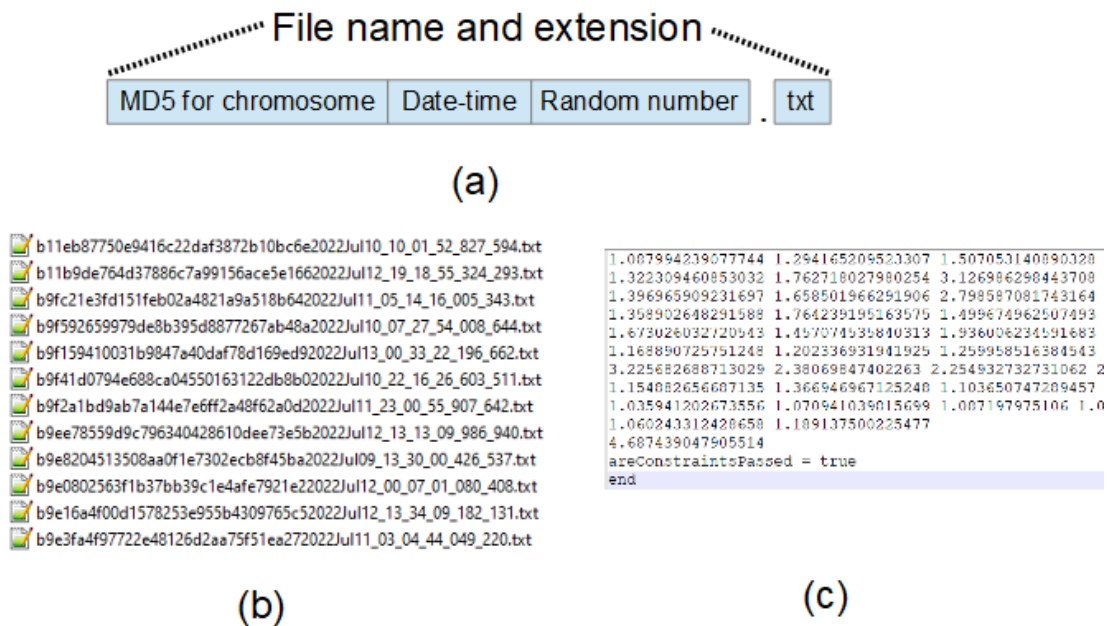 File name and extension
MD5 for chromosome Date-time Random number . txt
(a)
b11eb87750e9416c22daf3872b10bc6e2022Jul10_10_01_52_827_594.txt
b11b9de764d37886c7a99156ace5e1662022Jul12_19_18_55_324_293.txt
b9fc21e3fd151feb02a4821a9a518b642022Jul11_05_14_16_005_343.txt
b9f592659979de8b395d8877267ab48a2022Jul10_07_27_54_008_644.txt
b9f159410031b9847a40daf78d169ed92022Jul13_00_33_22_196_662.txt
b9f41d0794e688ca04550163122db8b02022Jul10_22_16_26_603_511.txt
b9f2a1bd9ab7a144e7e6ff2a48f62a0d2022Jul11_23_00_55_907_642.txt
b9ee78559d9c796340428610dee73e5b2022Jul12_13_13_09_986_940.txt
b9e8204513508aa0f1e7302ecb8f45ba2022Jul09_13_30_00_426_537.txt
b9e0802563f1b37bb39c1e4afe7921e22022Jul12_00_07_01_080_408.txt
b9e16a4f00d1578253e955b4309765c52022Jul12_13_34_09_182_131.txt
b9e3fa4f97722e48126d2aa75f51ea272022Jul11_03_04_44_049_220.txt
(b)
1.087994239077744 1.294165209523307 1.507053140890328
1.322309460853032 1.762718027980254 3.126986298443708
1.396965909231697 1.658501966291906 2.798587081743164
1.358902648291588 1.764239195163575 1.499674962507493
1.673026032720543 1.457074535840313 1.936006234591683
1.168890725751248 1.202336931941925 1.259958516384543
3.225682688713029 2.38069847402263 2.254932732731062 2
1.154882656687135 1.366946967125248 1.103650747289457
1.035941202673556 1.070941039815699 1.087197975106 1.0
1.060243312428658 1.189137500225477
4.687439047905514
areConstraintsPassed = true
end
(c)